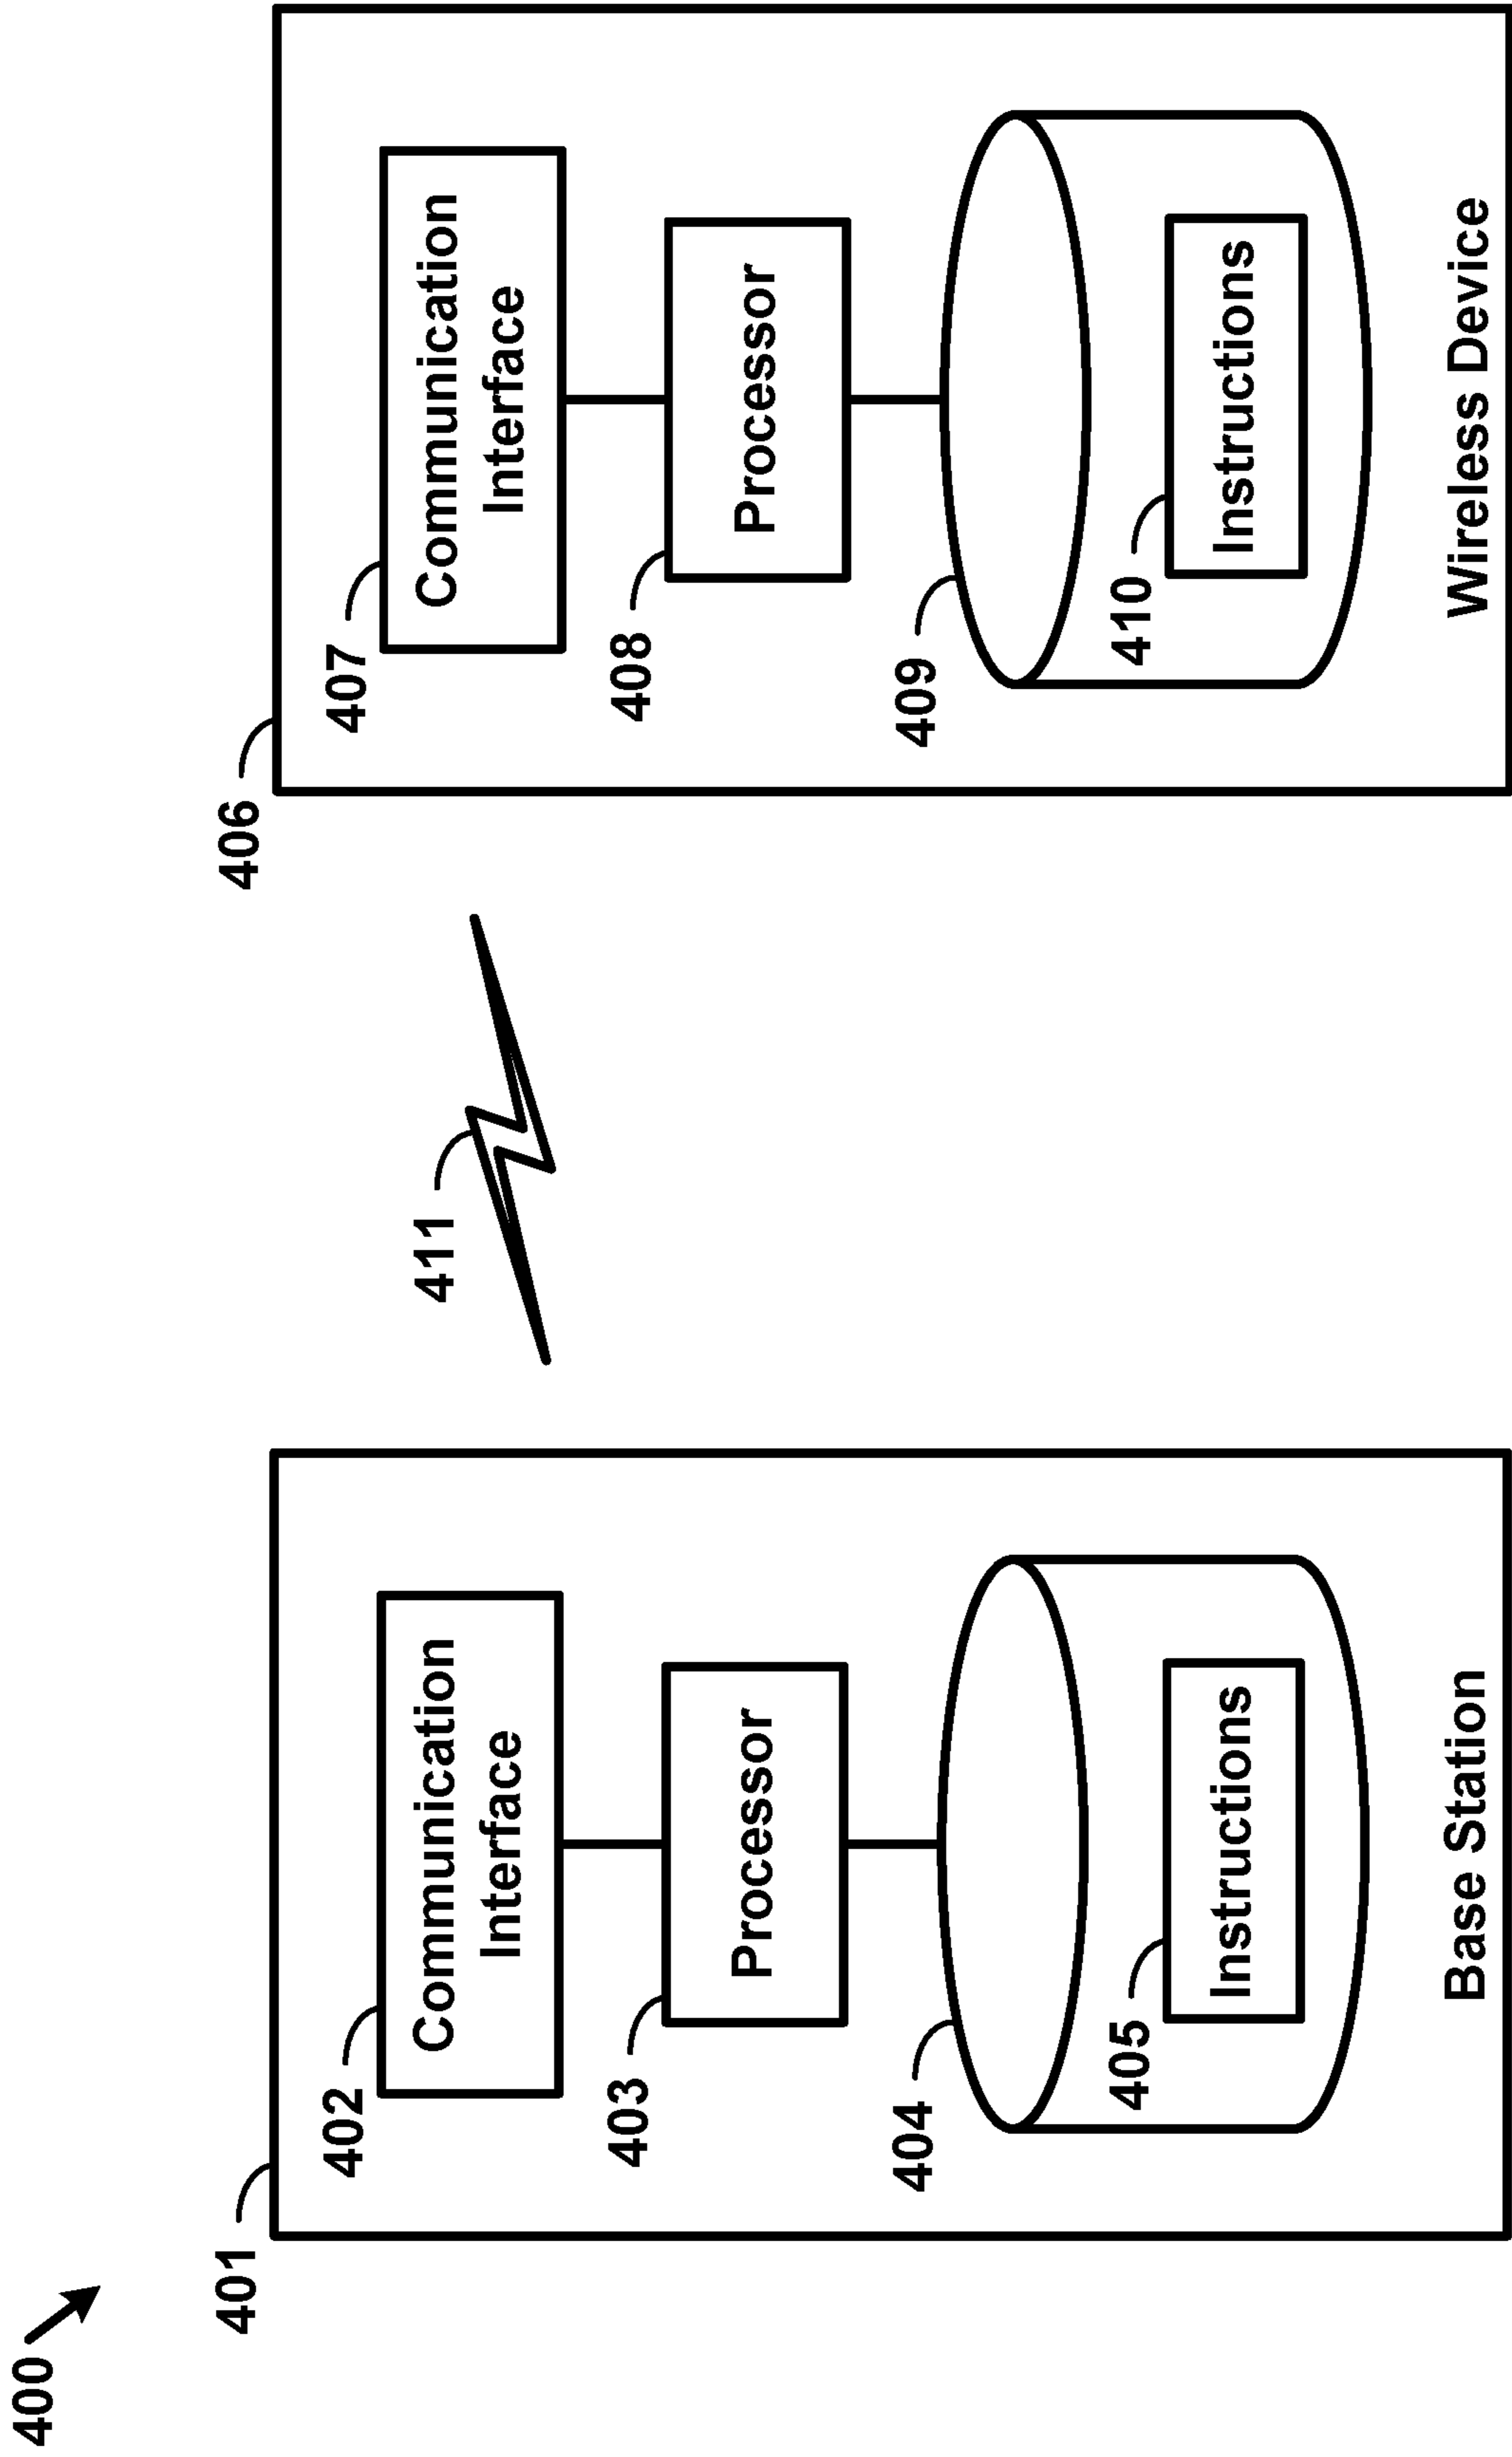 400
401
402
Communication
Interface
403
Processor
404
405
Instructions
Base Station
411
406
407
Communication
Interface
408
Processor
409
410
Instructions
Wireless Device